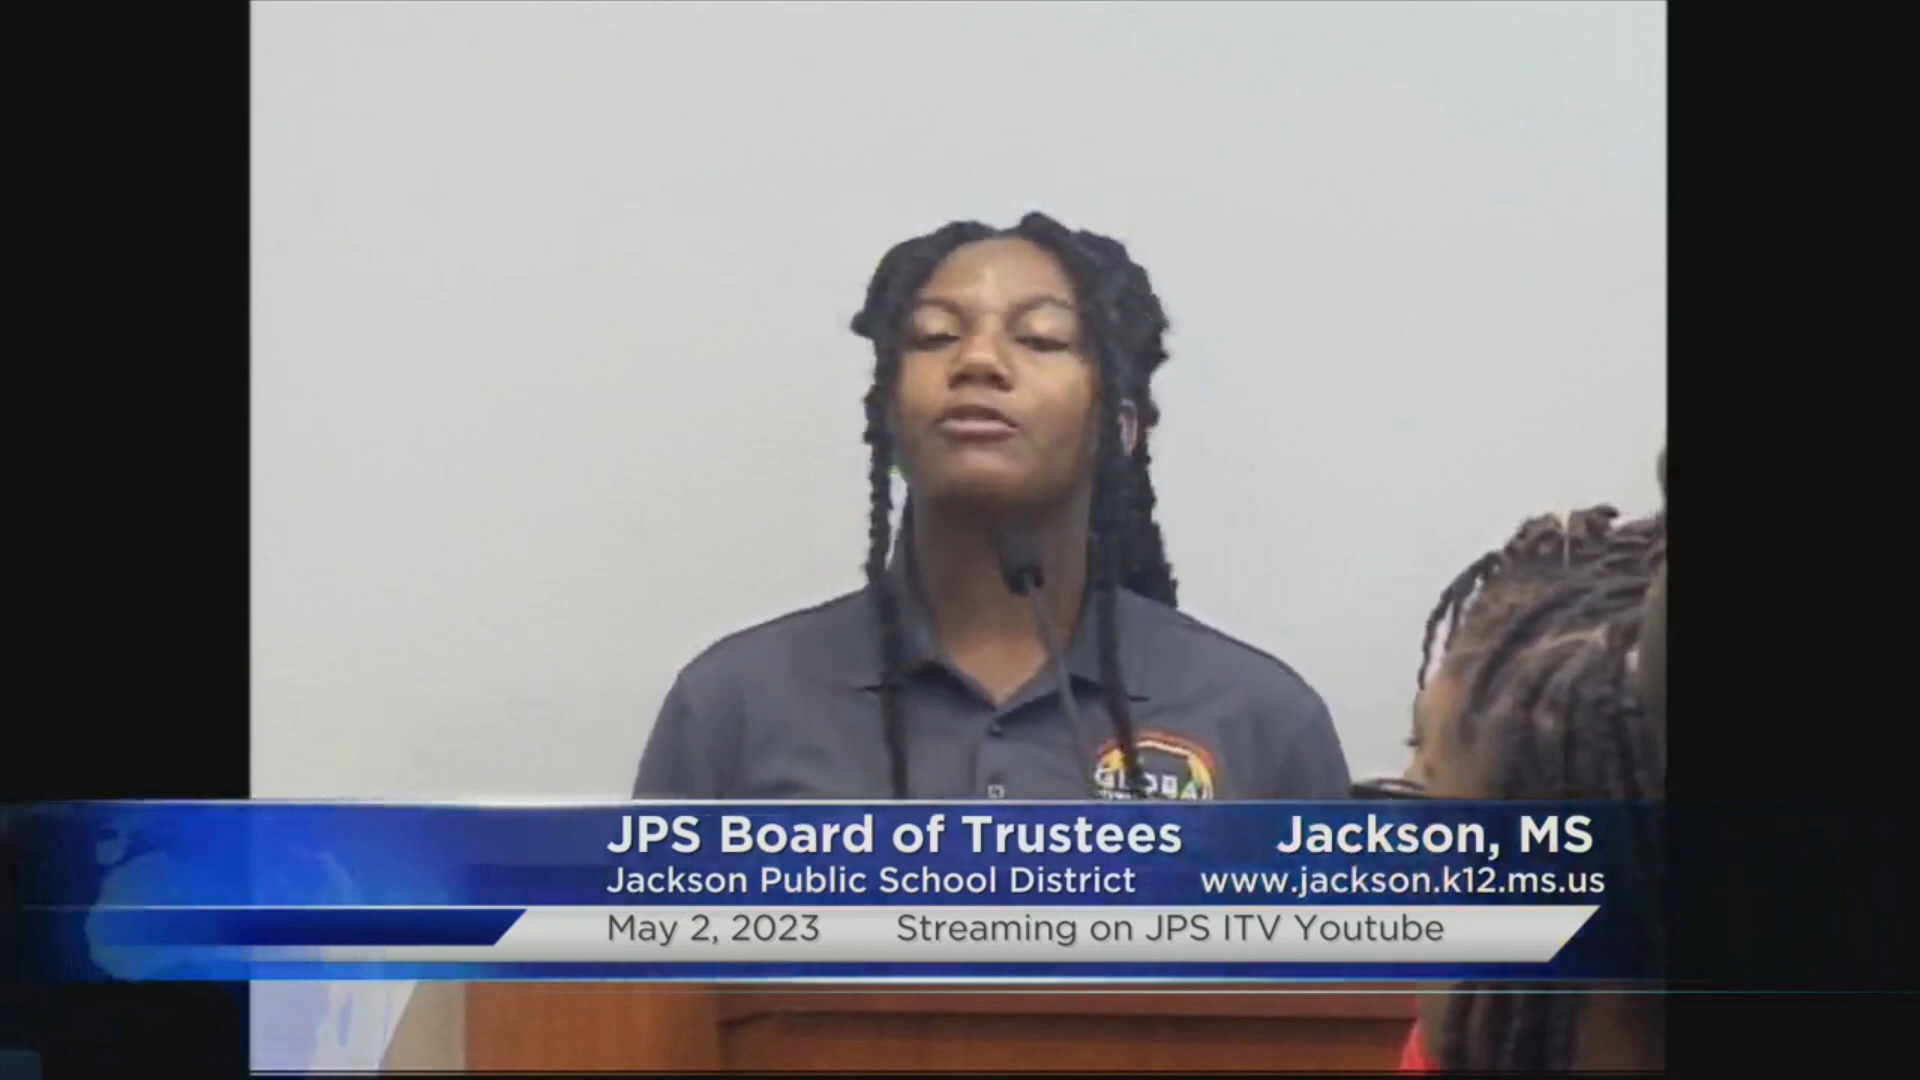 GLOBAL
JPS Board of Trustees
Jackson, MS
Jackson Public School District
www.jackson.k12.ms.us
May 2, 2023
Streaming on JPS ITV Youtube